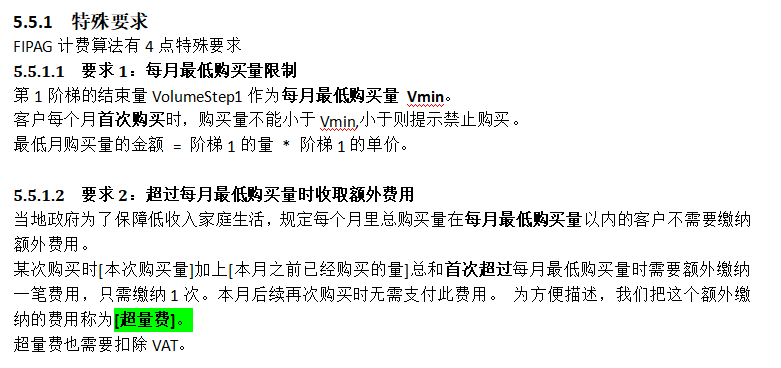 5.5.1 特殊要求
FIPAG 计费算法有 4 点特殊要求
5.5.1.1 要求 1：每月最低购买量限制
第 1 阶梯的结束量 VolumeStep1 作为每月最低购买量 Vmin。
客户每个月首次购买时，购买量不能小于 Vmin,小于则提示禁止购买。
最低月购买量的金额 = 阶梯 1 的量 * 阶梯 1 的单价。
5.5.1.2 要求 2：超过每月最低购买量时收取额外费用
当地政府为了保障低收入家庭生活，规定每个月里总购买量在每月最低购买量以内的客户不需要缴纳
额外费用。
某次购买时[本次购买量]加上[本月之前已经购买的量]总和首次超过每月最低购买量时需要额外缴纳
一笔费用，只需缴纳 1 次。本月后续再次购买时无需支付此费用。 为方便描述，我们把这个额外缴
纳的费用称为[超量费]。
超量费也需要扣除 VAT。